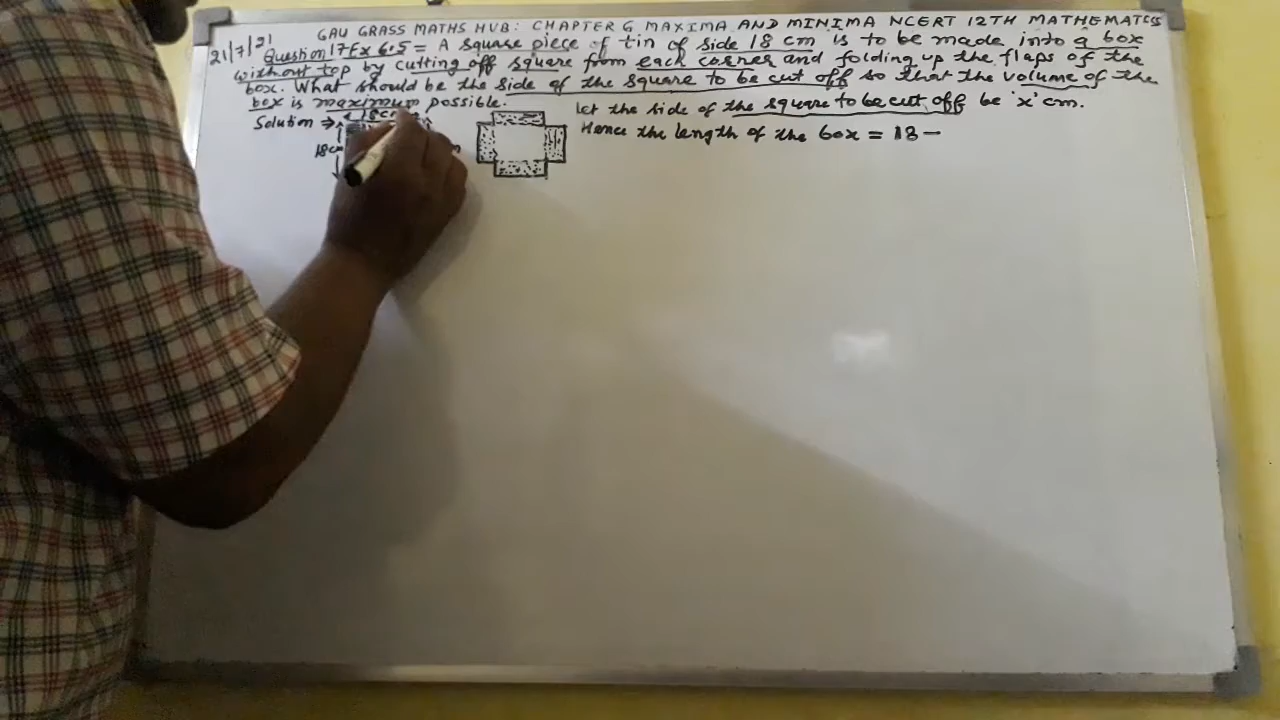 GAU GRASS MATHS HUB: CHAPTER 6 MAXIMA AND MINIMA NCERT 12TH MATHEMATICS
21/7/21 Question 17 Ex 6.5 = A square piece of tin of side 18 cm is to be made into a box
without top by cutting off square from each corner and folding up the flaps of the
box. What should be the side of the square to be cut off so that the volume of the
box is maximum possible.
Solution → 18cm
18cm
Let the side of the square to be cut off be 'x' cm.
Hence the length of the box = 18 −